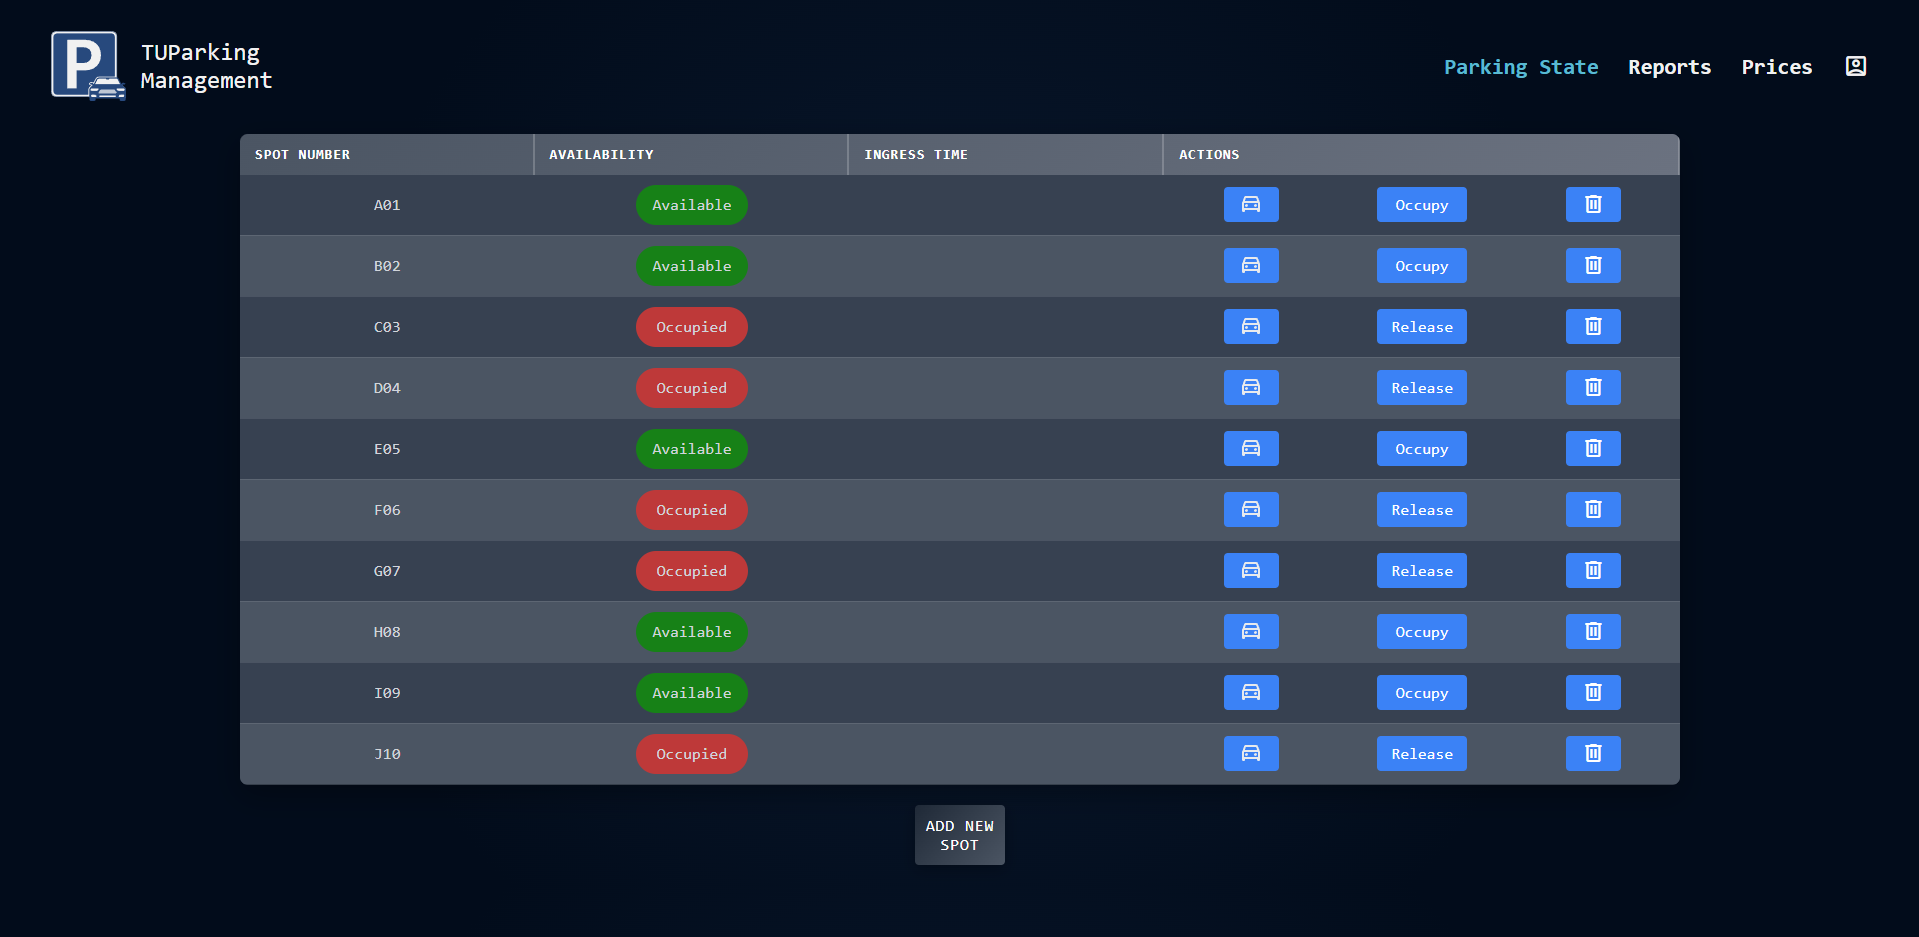 P
TUParking
Management
Parking State Reports Prices
SPOT NUMBER AVAILABILITY INGRESS TIME ACTIONS
A01 Available Occupy
B02 Available Occupy
C03 Occupied Release
D04 Occupied Release
E05 Available Occupy
F06 Occupied Release
G07 Occupied Release
H08 Available Occupy
I09 Available Occupy
J10 Occupied Release
ADD NEW
SPOT